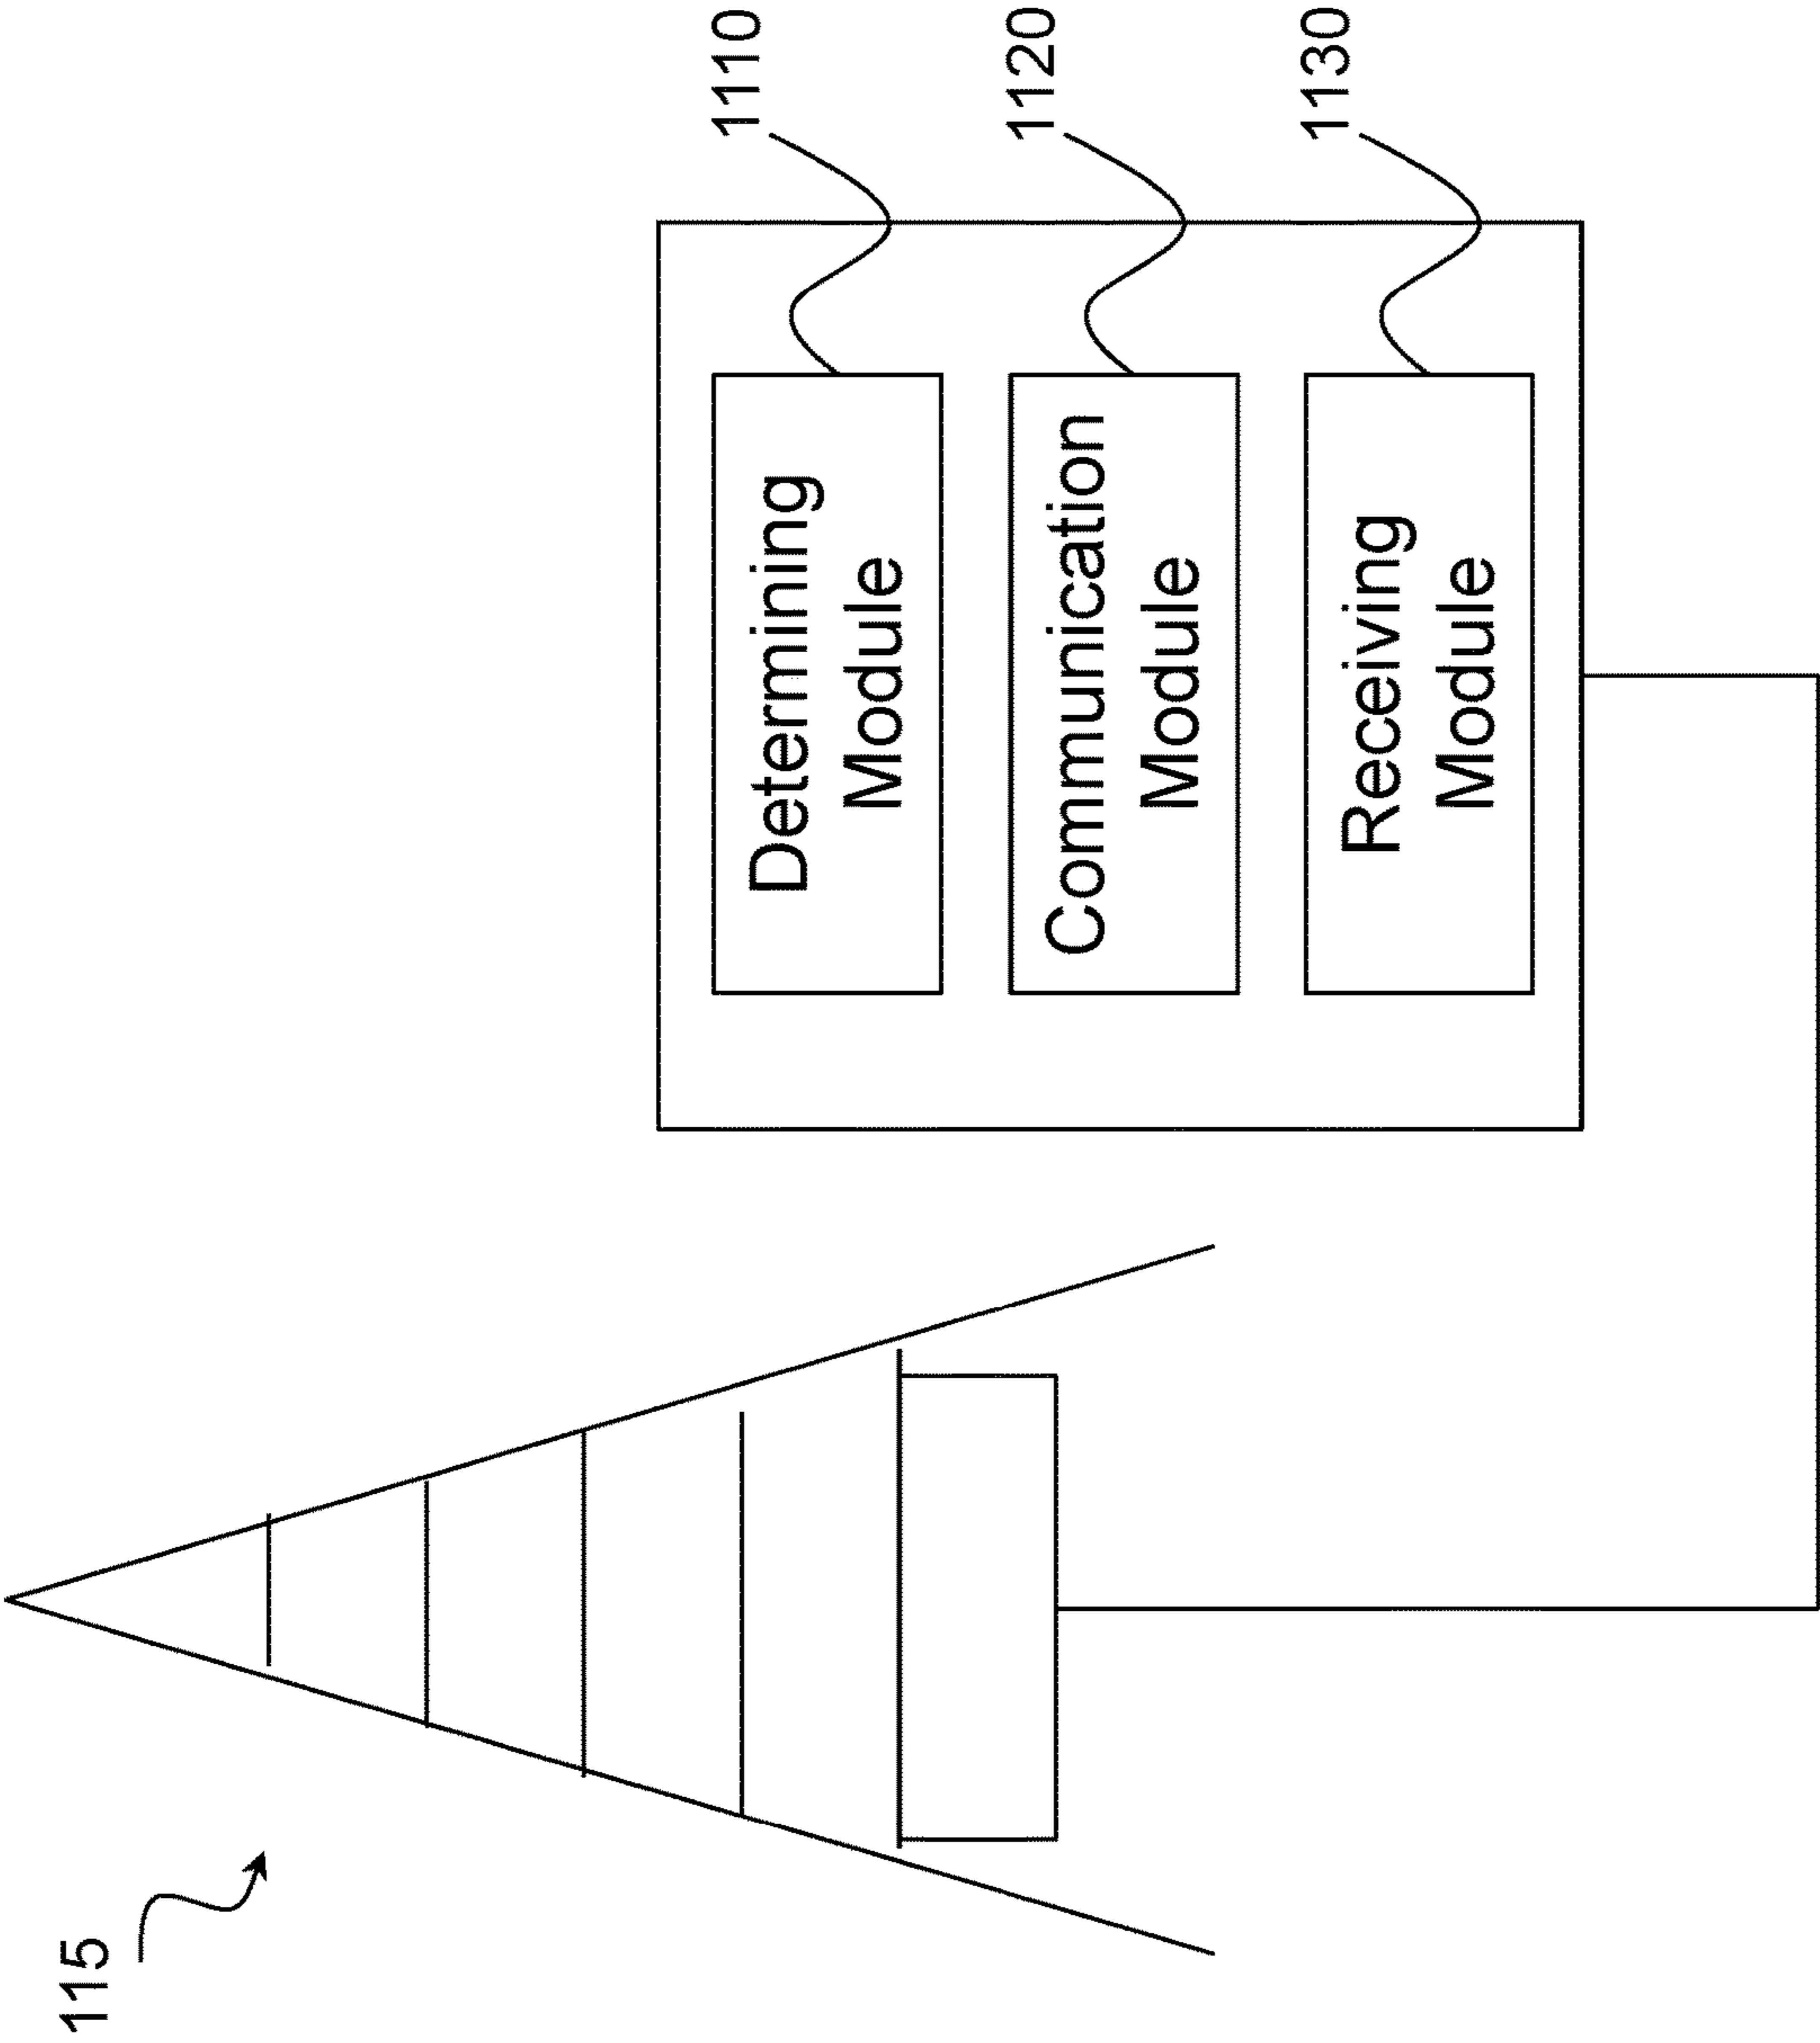 115
Determining
Module
1110
Communication
Module
1120
Receiving
Module
1130